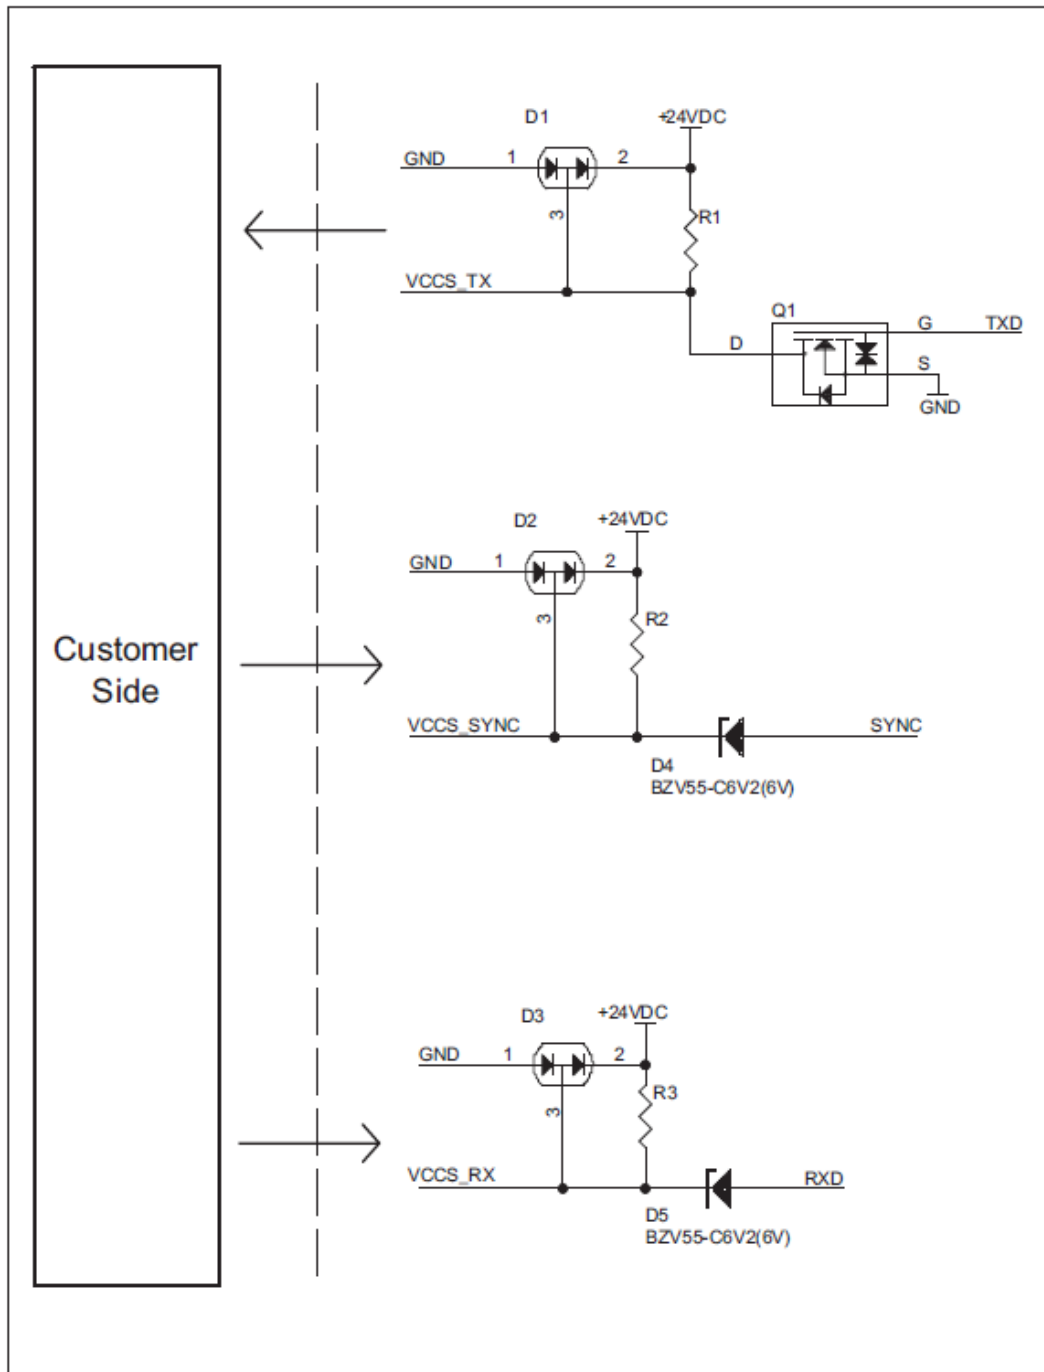 D1
+24VDC
GND
1
2
3
R1
VCCS_TX
Q1
D
G
TXD
S
GND
D2
+24VDC
GND
1
2
3
R2
Customer
Side
VCCS_SYNC
SYNC
D4
BZV55-C6V2(6V)
D3
+24VDC
GND
1
2
3
R3
VCCS_RX
RXD
D5
BZV55-C6V2(6V)